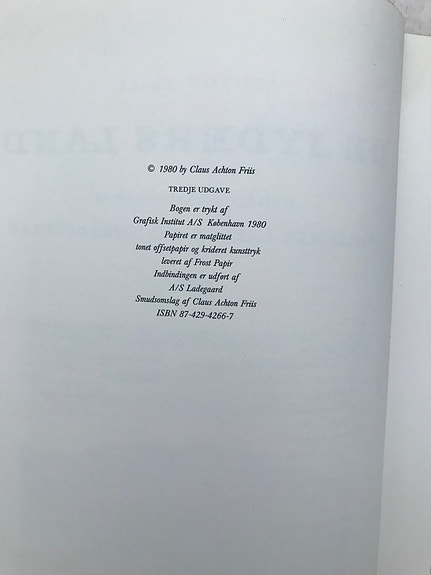 © 1980 by Claus Achton Friis
TREDJE UDGAVE
Bogen er trykt af
Grafisk Institut A/S København 1980
Papiret er matglittet
tonet offsetpapir og krideret kunsttryk
leveret af Frost Papir
Indbindingen er udført af
A/S Ladegaard
Smudsomslag af Claus Achton Friis
ISBN 87-429-4266-7